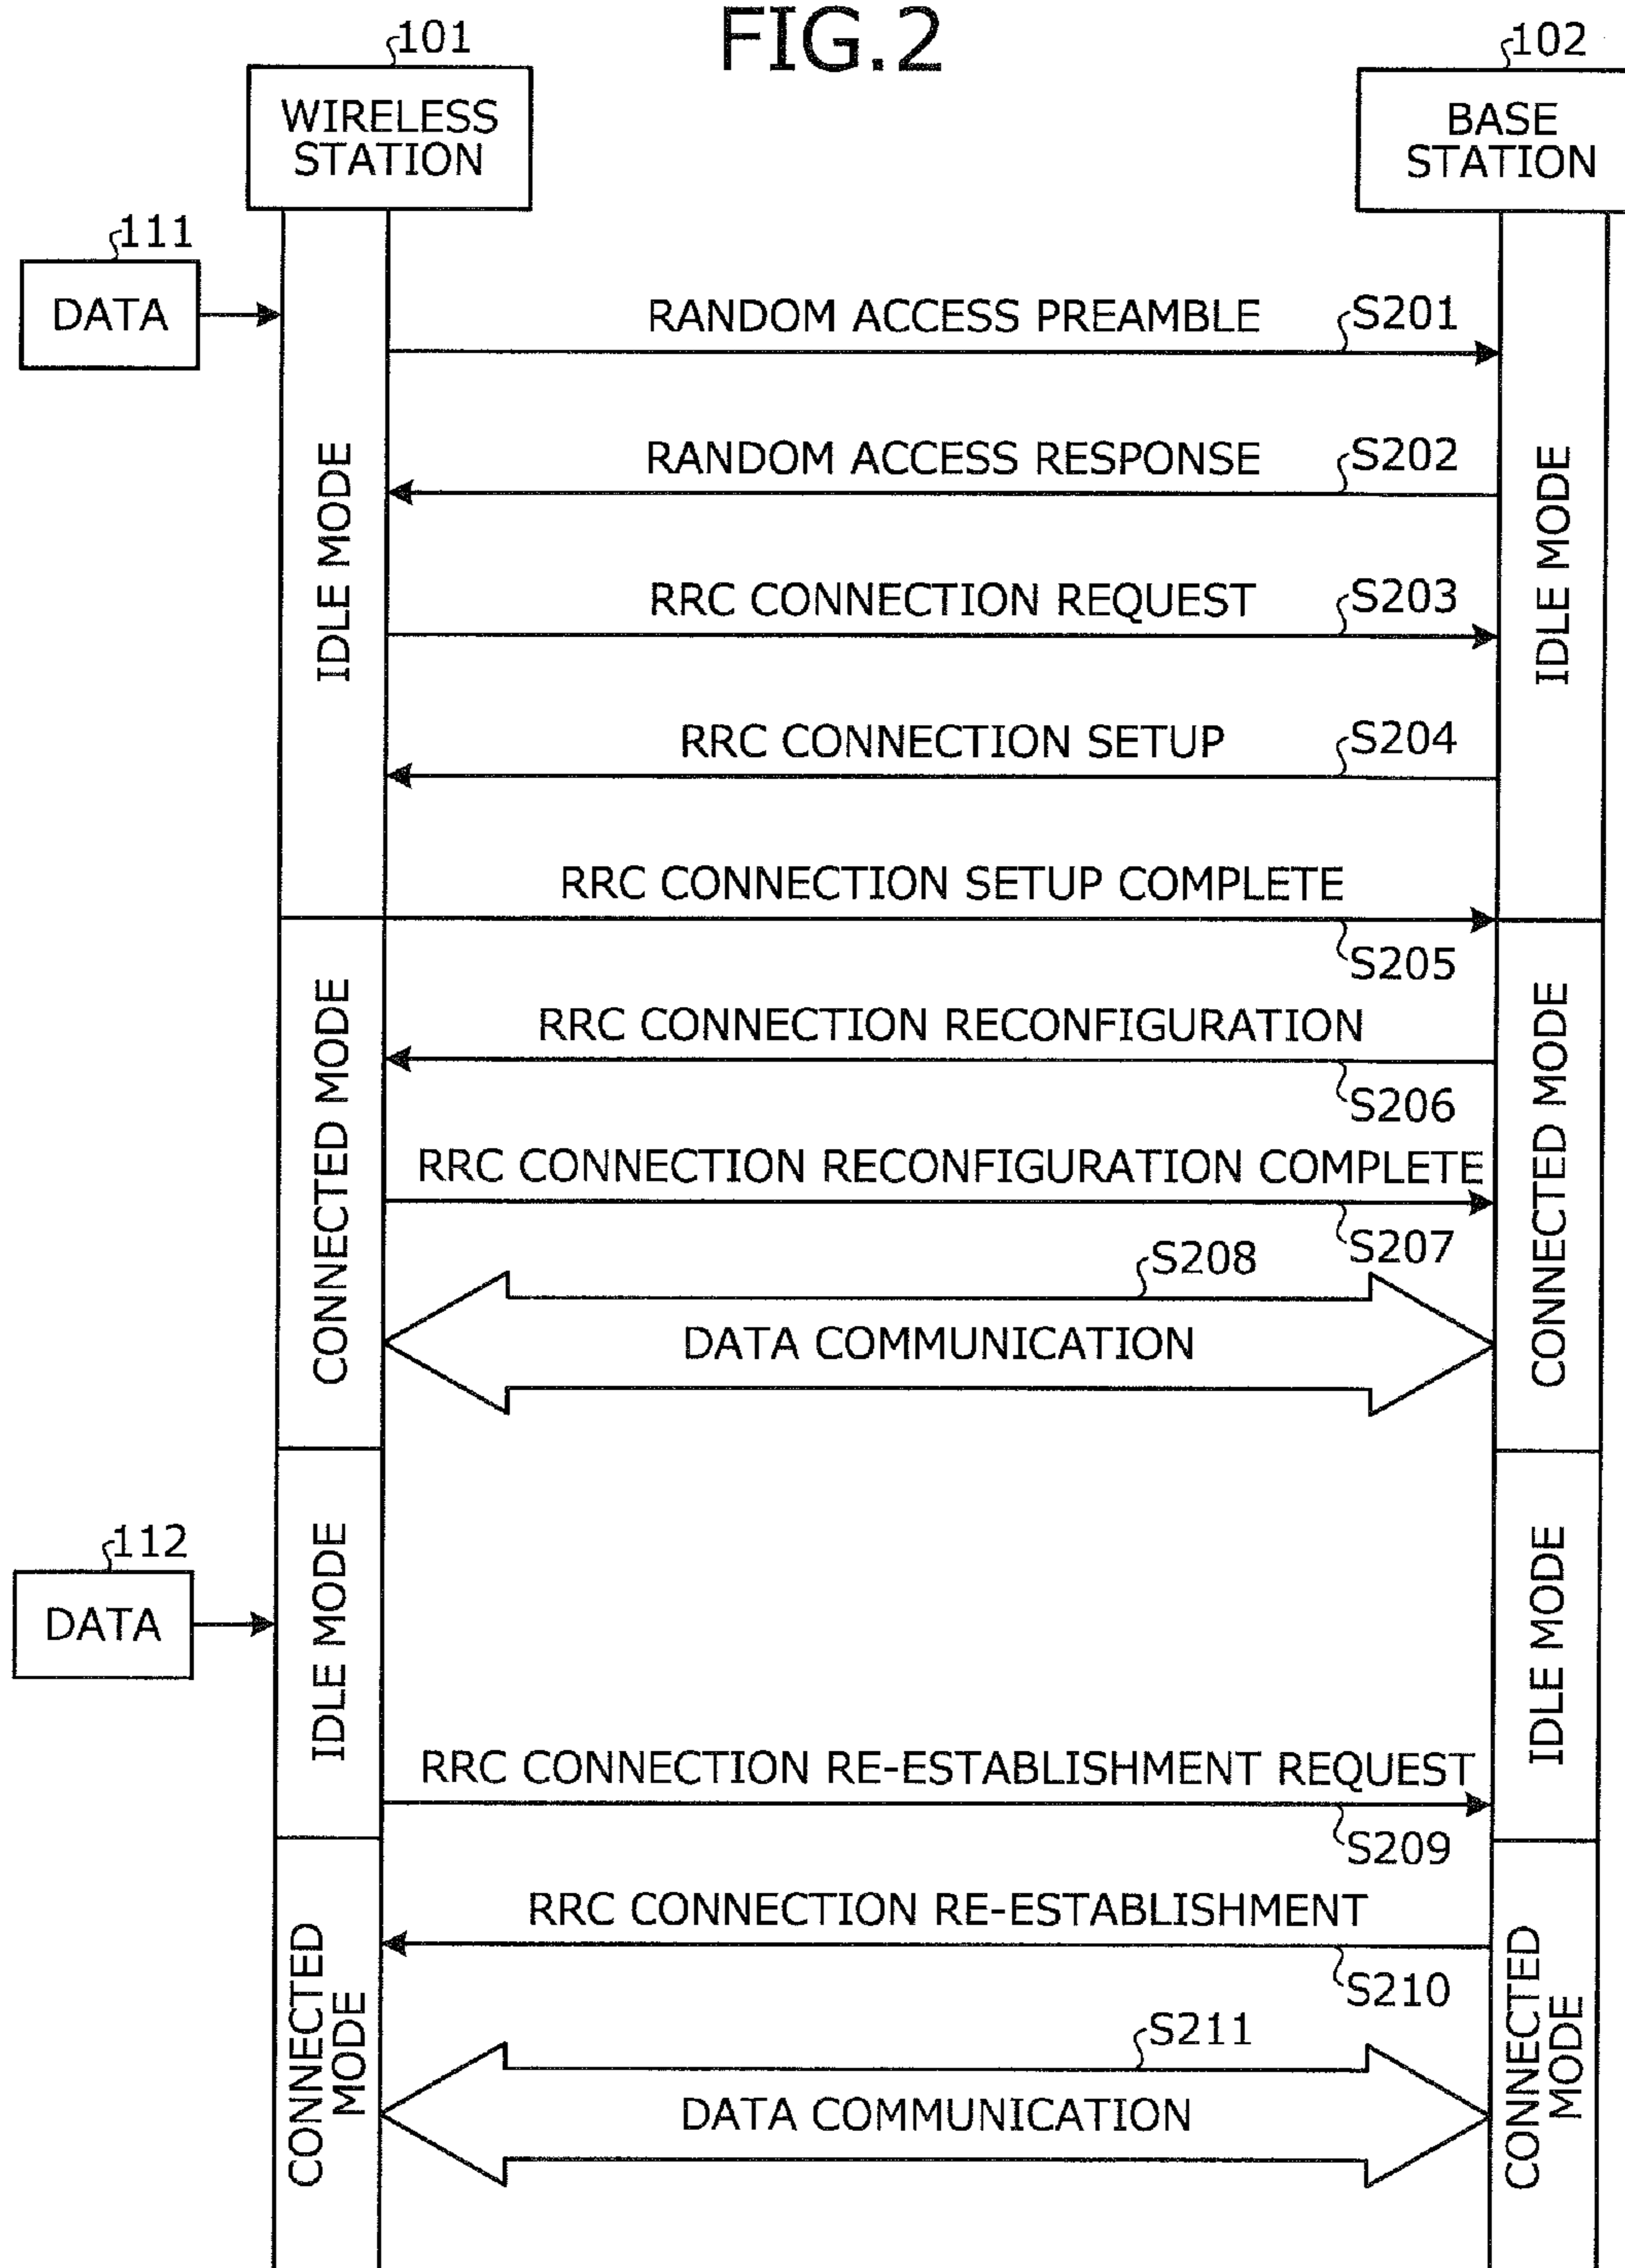 FIG.2
101
WIRELESS
STATION
102
BASE
STATION
111
DATA
IDLE MODE
IDLE MODE
RANDOM ACCESS PREAMBLE
S201
RANDOM ACCESS RESPONSE
S202
RRC CONNECTION REQUEST
S203
RRC CONNECTION SETUP
S204
RRC CONNECTION SETUP COMPLETE
S205
CONNECTED MODE
CONNECTED MODE
RRC CONNECTION RECONFIGURATION
S206
RRC CONNECTION RECONFIGURATION COMPLETE
S207
S208
DATA COMMUNICATION
112
DATA
IDLE MODE
IDLE MODE
RRC CONNECTION RE-ESTABLISHMENT REQUEST
S209
CONNECTED
MODE
CONNECTED
MODE
RRC CONNECTION RE-ESTABLISHMENT
S210
S211
DATA COMMUNICATION